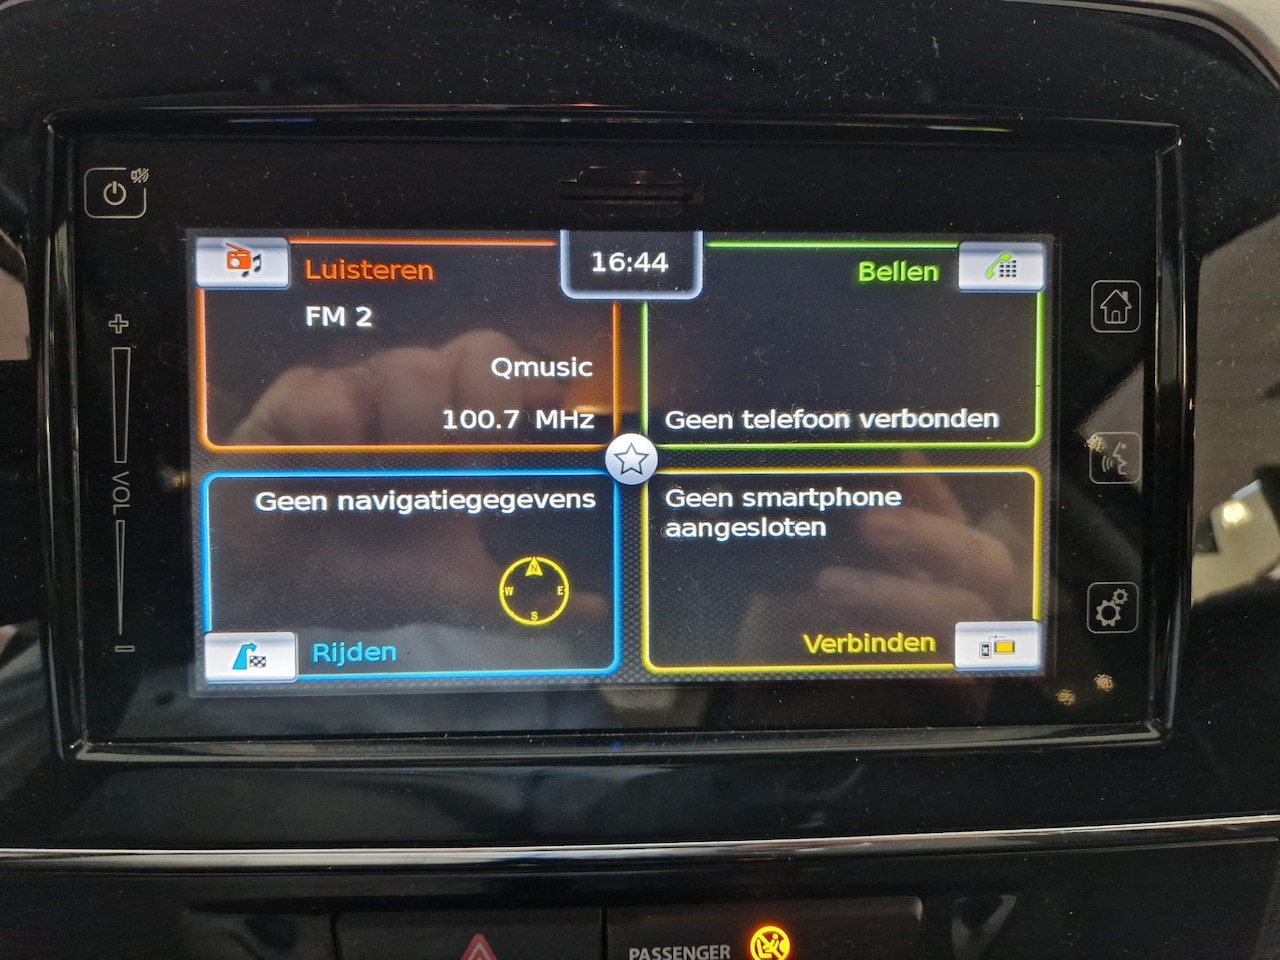 16:44
Luisteren
FM 2
Qmusic
100.7 MHz
Bellen
Geen telefoon verbonden
Geen navigatiegegevens
N
W E
S
Rijden
Geen smartphone
aangesloten
Verbinden
VOL
PASSENGER